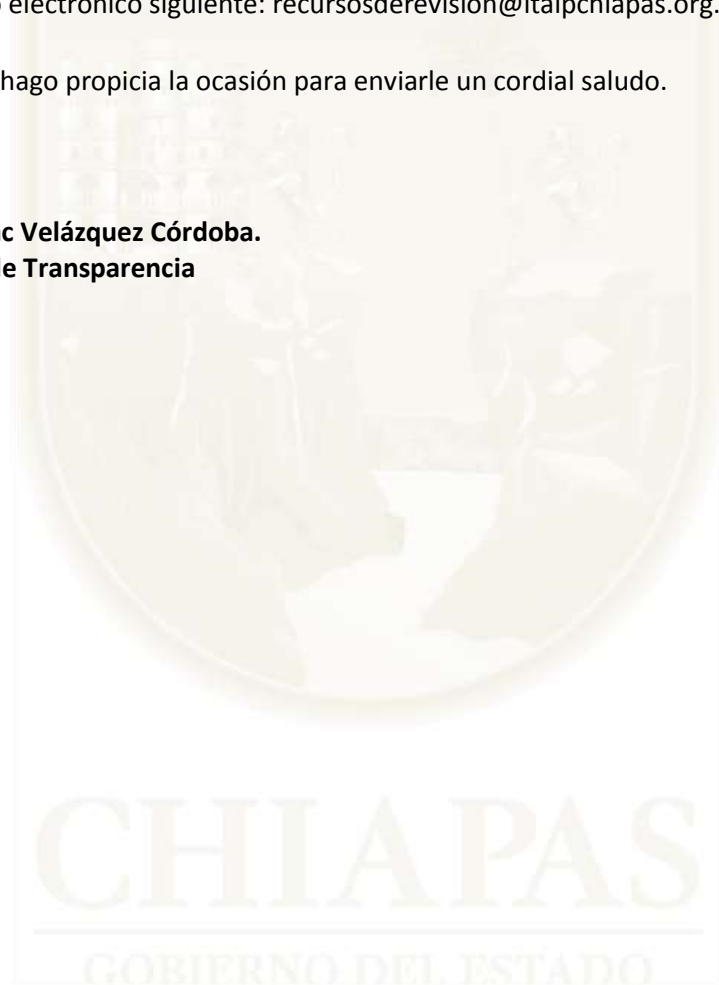 electrónico siguiente: recursosderevision@itaipchiapas.org.
hago propicia la ocasión para enviarle un cordial saludo.
Velázquez Córdoba.
de Transparencia
CHIAPAS
GOBIERNO DEL ESTADO